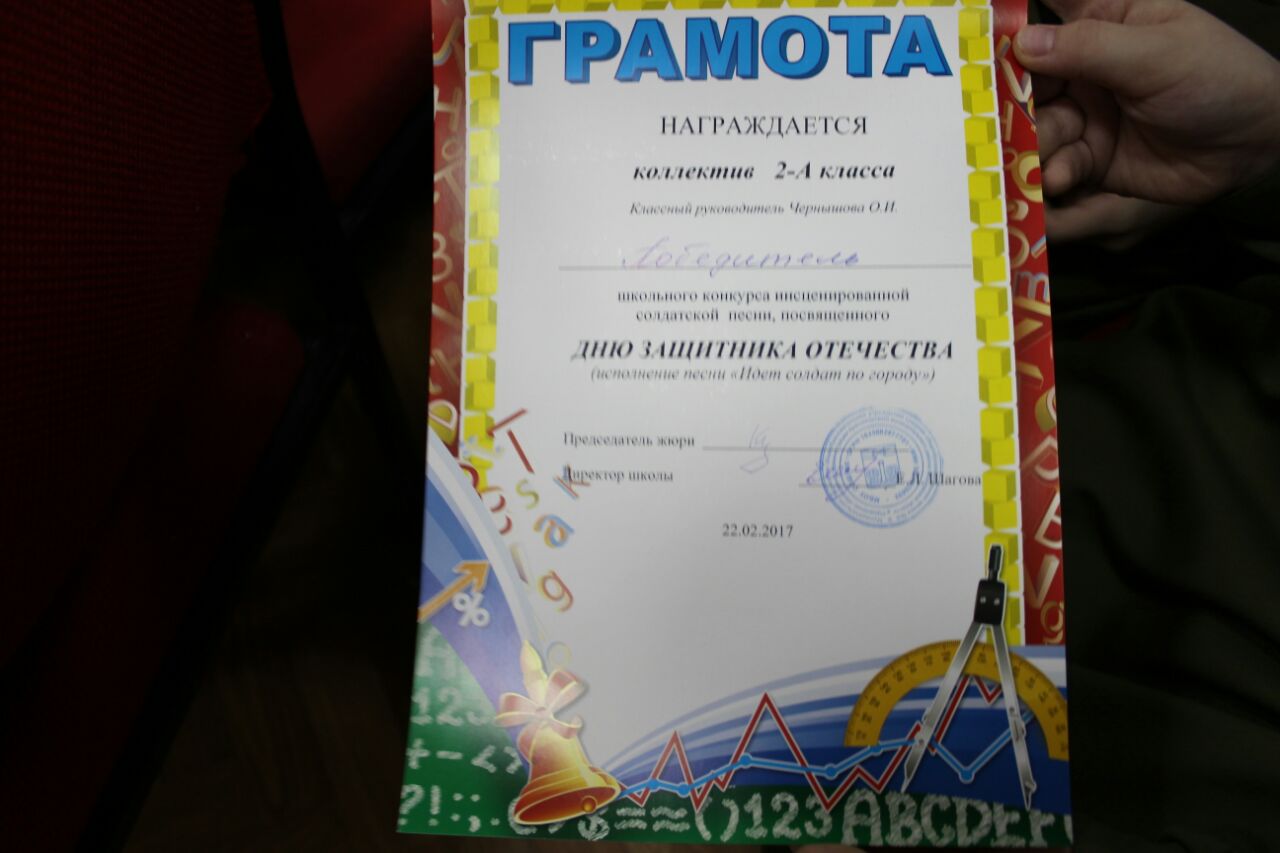 ГРАМОТА
НАГРАЖДАЕТСЯ
коллектив 2-А класса
Классный руководитель Чернышова О.И.
Победитель
школьного конкурса инсценированной
солдатской песни, посвященного
ДНЮ ЗАЩИТНИКА ОТЕЧЕСТВА
(исполнение песни «Идет солдат по городу»)
Председатель жюри
Директор школы Е.Л. Шагова
22.02.2017
%
123
+ - < >
?!:;. = ()123 ABCDEF